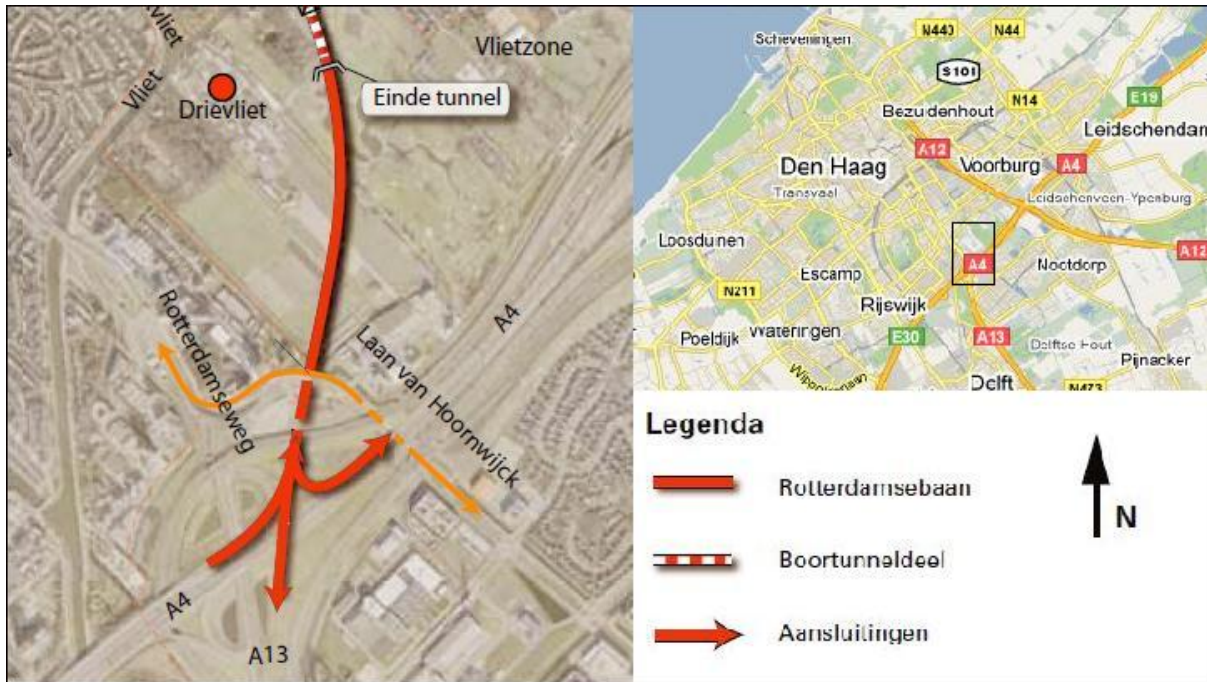 Vliet
Vliet
Drievliet
Vlietzone
Einde tunnel
A4
Rotterdamseweg
Laan van Hoornwijck
A4
A13
N440
N44
Scheveningen
S101
Bezuidenhout
N14
E19
Leidschendam
A12
Den Haag
Voorburg
A4
Transvaal
Leidschenveen-Ypenburg
Loosduinen
A4
A12
Escamp
Nootdorp
N211
Rijswijk
Poeldijk
Wateringen
E30
A13
Delftse Hout
Pijnacker
Delft
N473
Legenda
Rotterdamsebaan
Boortunneldeel
Aansluitingen
N